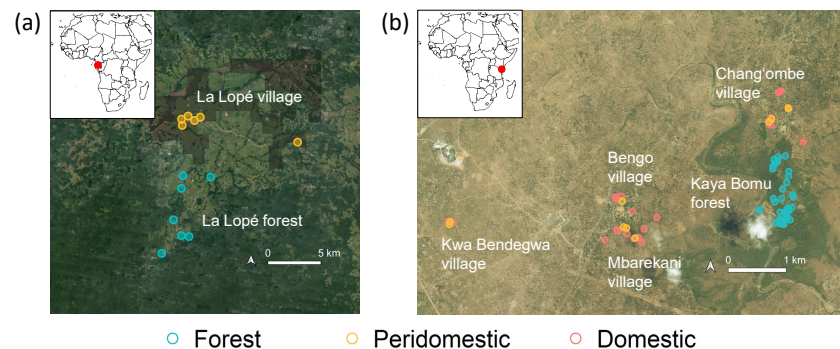 (a)
La Lopé village
La Lopé forest
5 km
0
(b)
Chang'ombe
village
Bengo
village
Kaya Bomu
forest
Kwa Bendegwa
village
Mbarekani
village
0
1 km
Forest
Peridomestic
Domestic